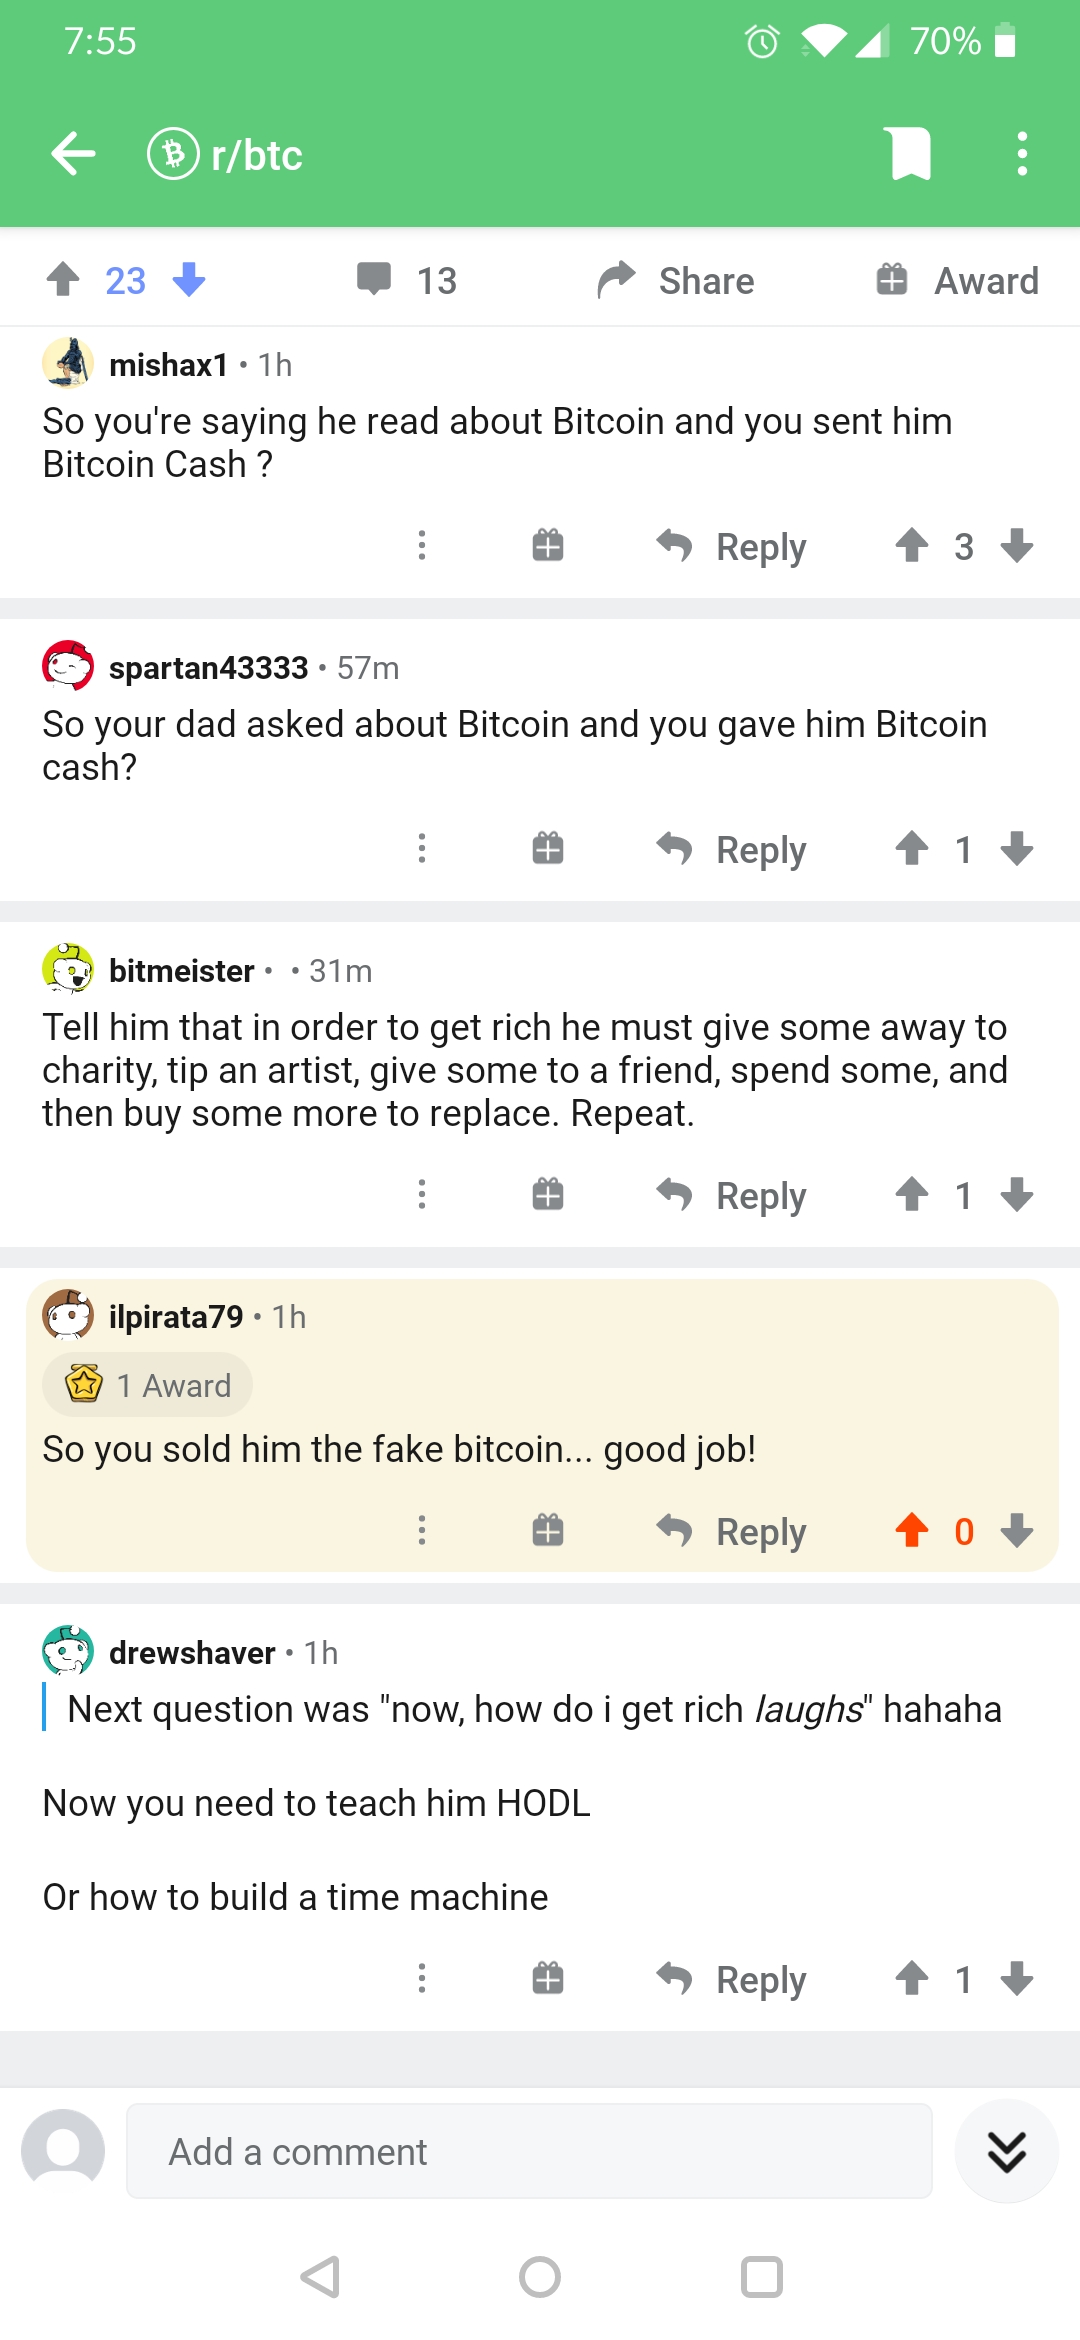 7:55
70%
r/btc
23
13
Share
Award
mishax1 • 1h
So you're saying he read about Bitcoin and you sent him
Bitcoin Cash ?
Reply
3
spartan43333 • 57m
So your dad asked about Bitcoin and you gave him Bitcoin
cash?
Reply
1
bitmeister • • 31m
Tell him that in order to get rich he must give some away to
charity, tip an artist, give some to a friend, spend some, and
then buy some more to replace. Repeat.
Reply
1
ilpirata79 • 1h
1 Award
So you sold him the fake bitcoin... good job!
Reply
0
drewshaver • 1h
Next question was "now, how do i get rich laughs" hahaha
Now you need to teach him HODL
Or how to build a time machine
Reply
1
Add a comment